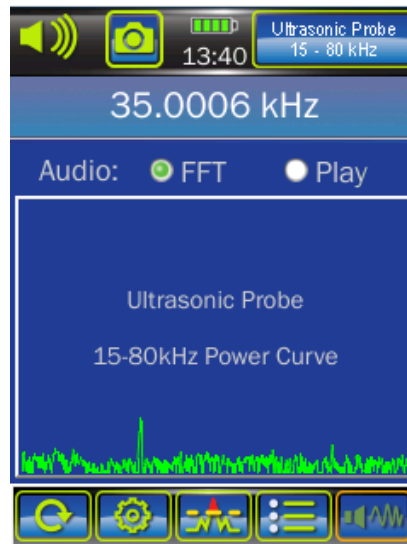 Ultrasonic Probe
15 - 80 kHz
13:40
35.0006 kHz
Audio: FFT Play
Ultrasonic Probe
15-80kHz Power Curve